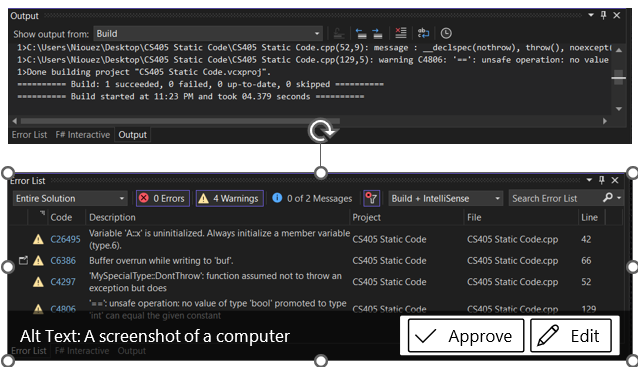 Output
Show output from: Build
1>C:\Users\Niouez\Desktop\CS405 Static Code\CS405 Static Code.cpp(52,9): message : __declspec(nothrow), throw(), noexcept
1>C:\Users\Niouez\Desktop\CS405 Static Code\CS405 Static Code.cpp(129,5): warning C4806: '==': unsafe operation: no value
1>Done building project "CS405 Static Code.vcxproj".
========== Build: 1 succeeded, 0 failed, 0 up-to-date, 0 skipped ==========
========== Build started at 11:23 PM and took 04.379 seconds ==========
Error List F# Interactive Output
Error List
Entire Solution 0 Errors 4 Warnings 0 of 2 Messages Build + IntelliSense Search Error List
Code Description Project File Line
C26495 Variable 'A::x' is uninitialized. Always initialize a member variable (type.6). CS405 Static Code CS405 Static Code.cpp 42
C6386 Buffer overrun while writing to 'buf'. CS405 Static Code CS405 Static Code.cpp 66
C4297 'MySpecialType::DontThrow': function assumed not to throw an exception but does CS405 Static Code CS405 Static Code.cpp 52
C4806 '==': unsafe operation: no value of type 'bool' promoted to type 'int' can equal the given constant CS405 Static Code CS405 Static Code.cpp 129
Alt Text: A screenshot of a computer Approve Edit
Error List F# Interactive Output